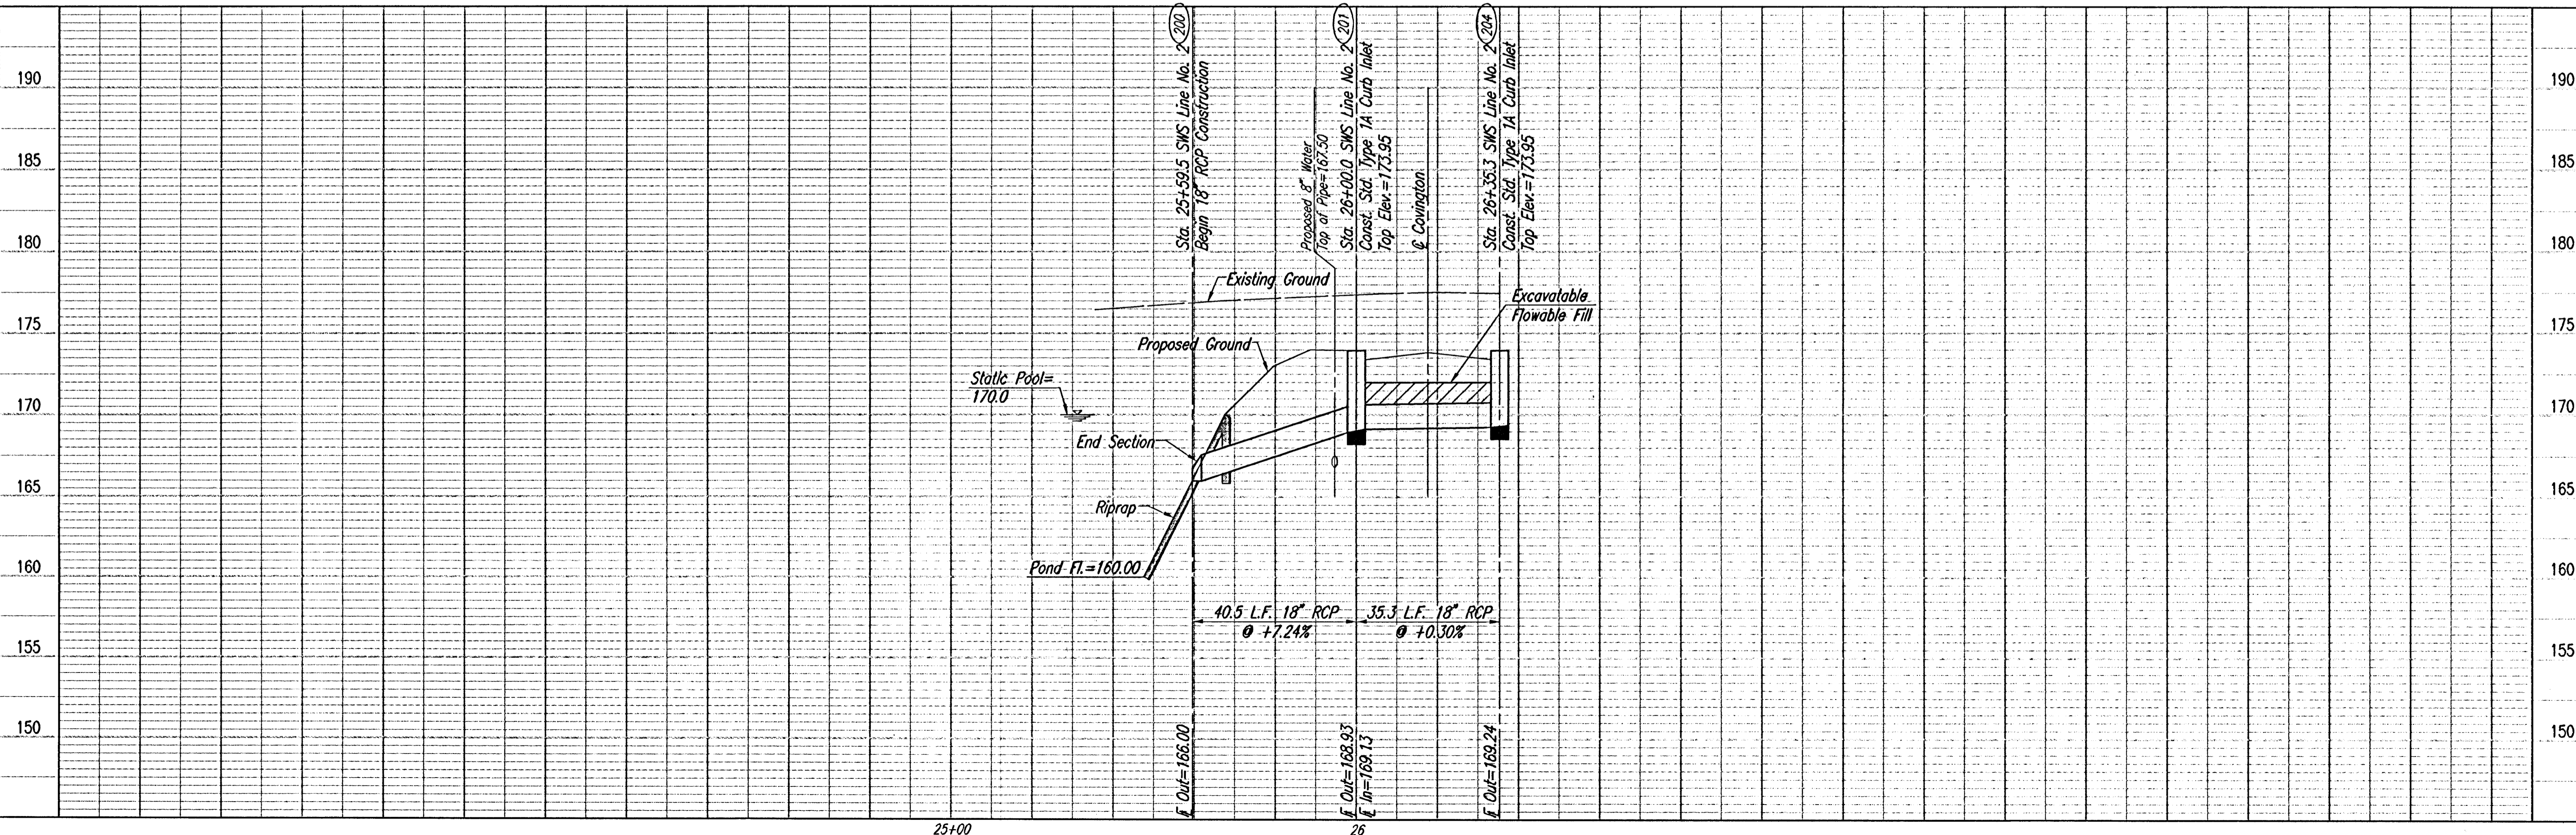 200
Sta. 25+59.5 SWS Line No. 2
Begin 18" RCP Construction
201
Sta. 26+00.0 SWS Line No. 2
Const. Std. Type 1A Curb Inlet
Top Elev.=173.95
204
Sta. 26+35.3 SWS Line No. 2
Const. Std. Type 1A Curb Inlet
Top Elev.=173.95
Proposed 8" Water
Top of Pipe=167.50
℄ Covington
190
190
185
185
180
180
Existing Ground
Excavatable
Flowable Fill
175
175
Proposed Ground
Static Pool=
170.0
170
170
End Section
165
165
Riprap
Pond Fl.=160.00
160
160
40.5 L.F. 18" RCP
@ +7.24%
35.3 L.F. 18" RCP
@ +0.30%
155
155
150
150
Out=166.00
Out=168.93
In=169.13
Out=169.24
25+00
26